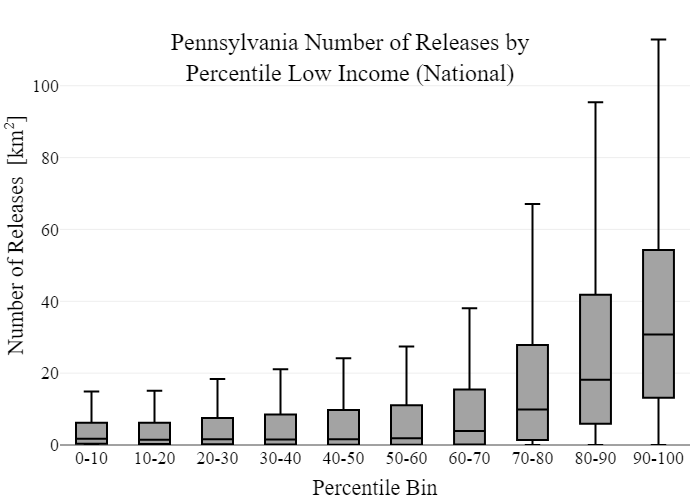 Pennsylvania Number of Releases by
Percentile Low Income (National)
Number of Releases [km²]
100
80
60
40
20
0
0-10 10-20 20-30 30-40 40-50 50-60 60-70 70-80 80-90 90-100
Percentile Bin